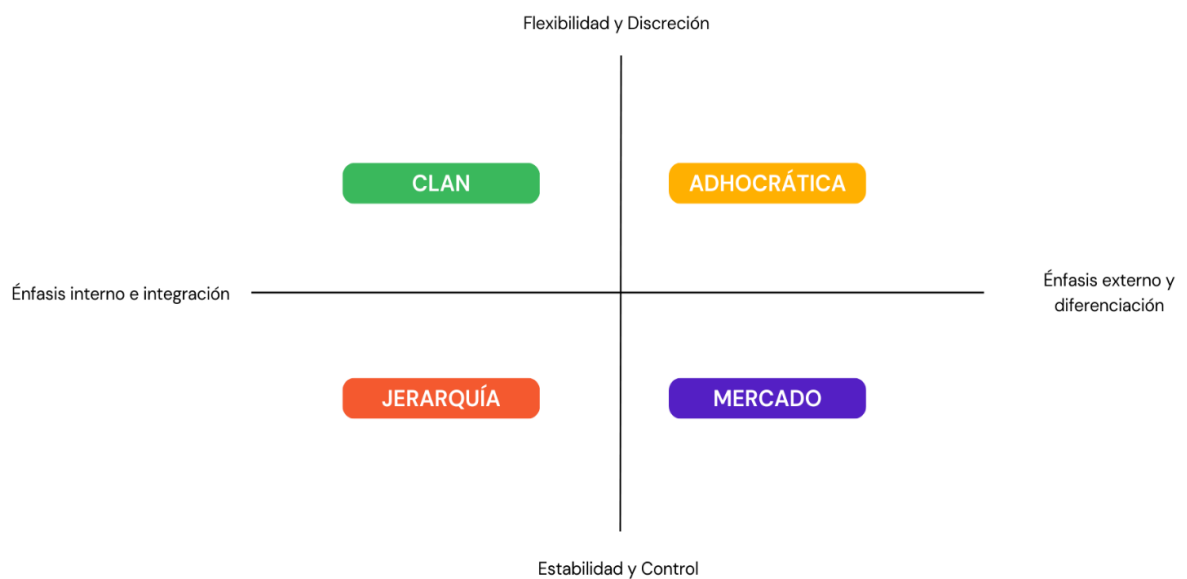 Flexibilidad y Discreción
CLAN
ADHOCRÁTICA
Énfasis interno e integración
Énfasis externo y
diferenciación
JERARQUÍA
MERCADO
Estabilidad y Control